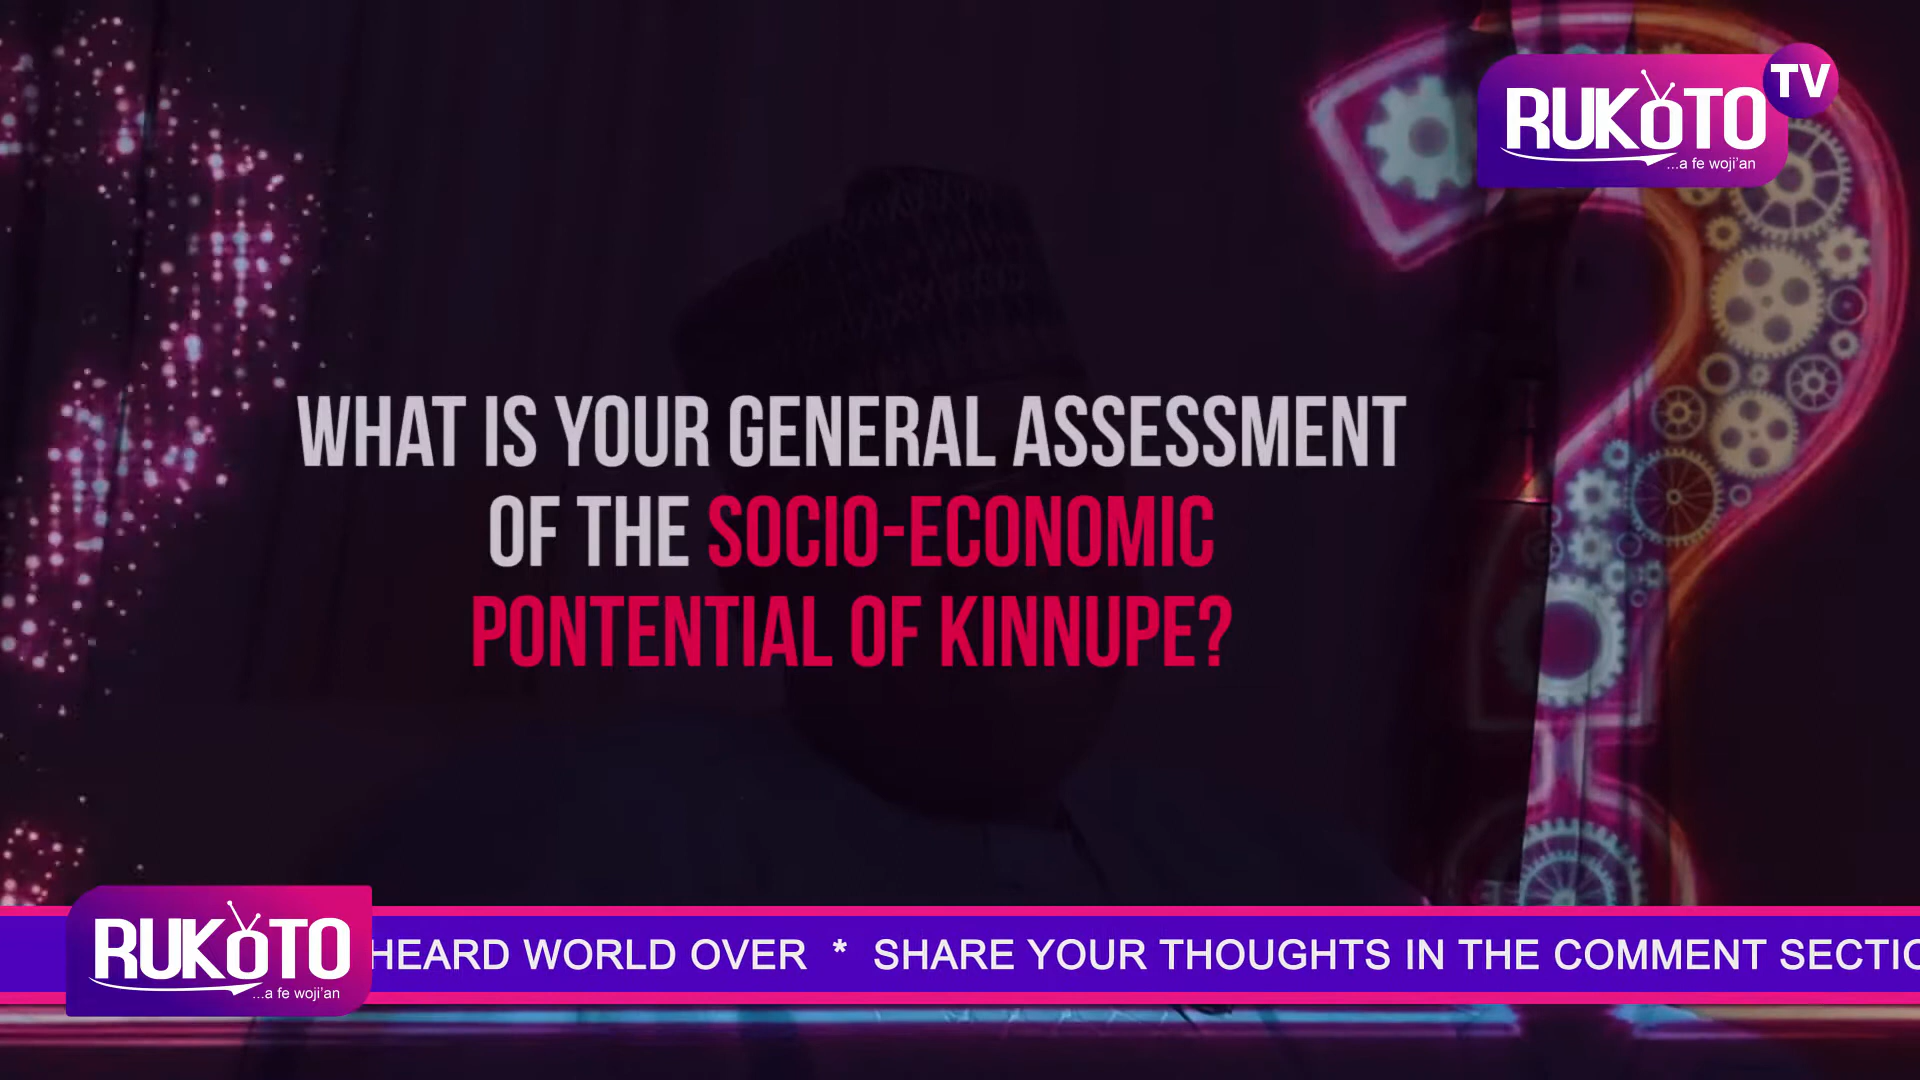 RUKOTO TV
...a fe woji'an
WHAT IS YOUR GENERAL ASSESSMENT
OF THE SOCIO-ECONOMIC
PONTENTIAL OF KINNUPE?
RUKOTO
...a fe woji'an
HEARD WORLD OVER * SHARE YOUR THOUGHTS IN THE COMMENT SECTIO